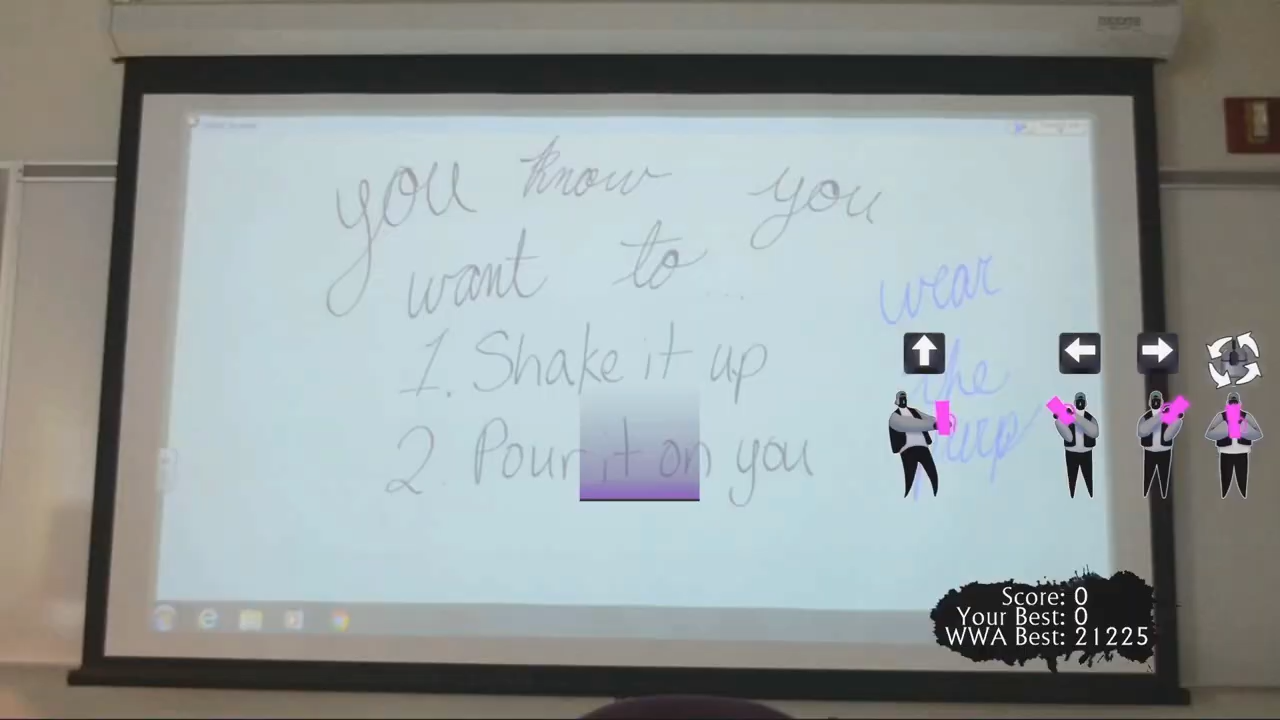 you know you
want to...
1. Shake it up
2. Pour it on you
wear
the
purp
Score: 0
Your Best: 0
WWA Best: 21225